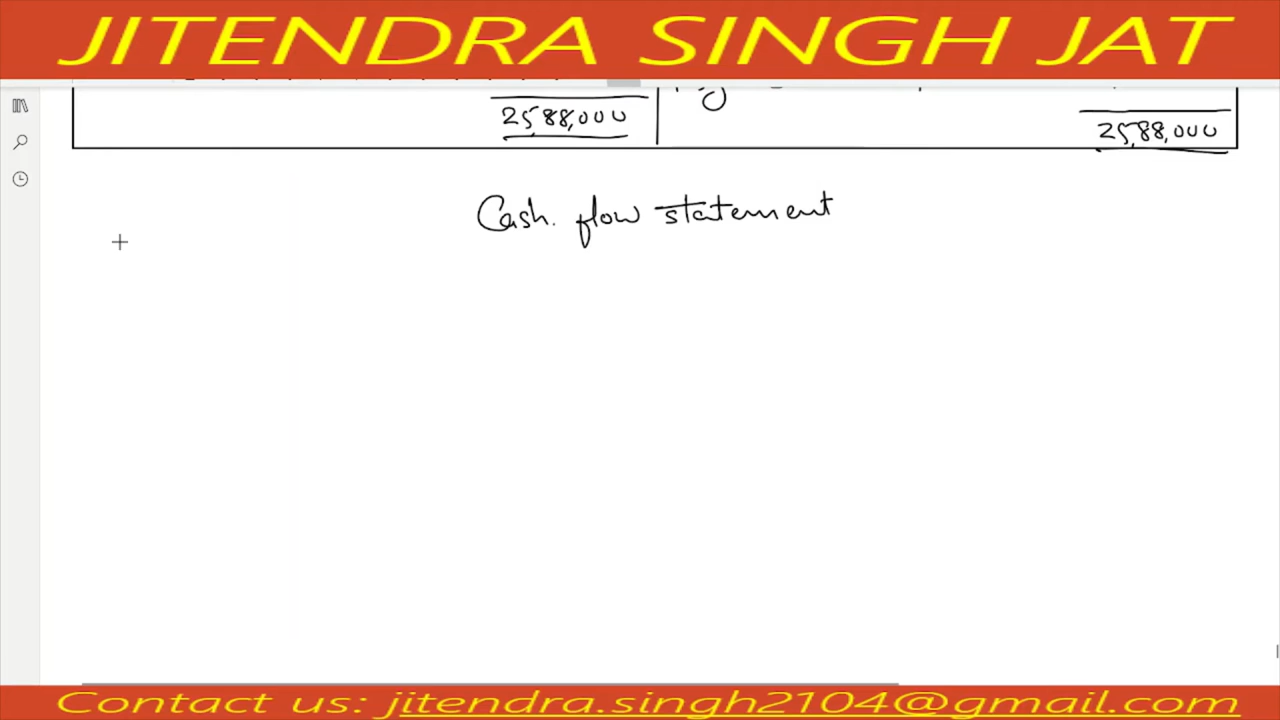 JITENDRA SINGH JAT
25,88,000
25,88,000
Cash. flow statement
Contact us: jitendra.singh2104@gmail.com